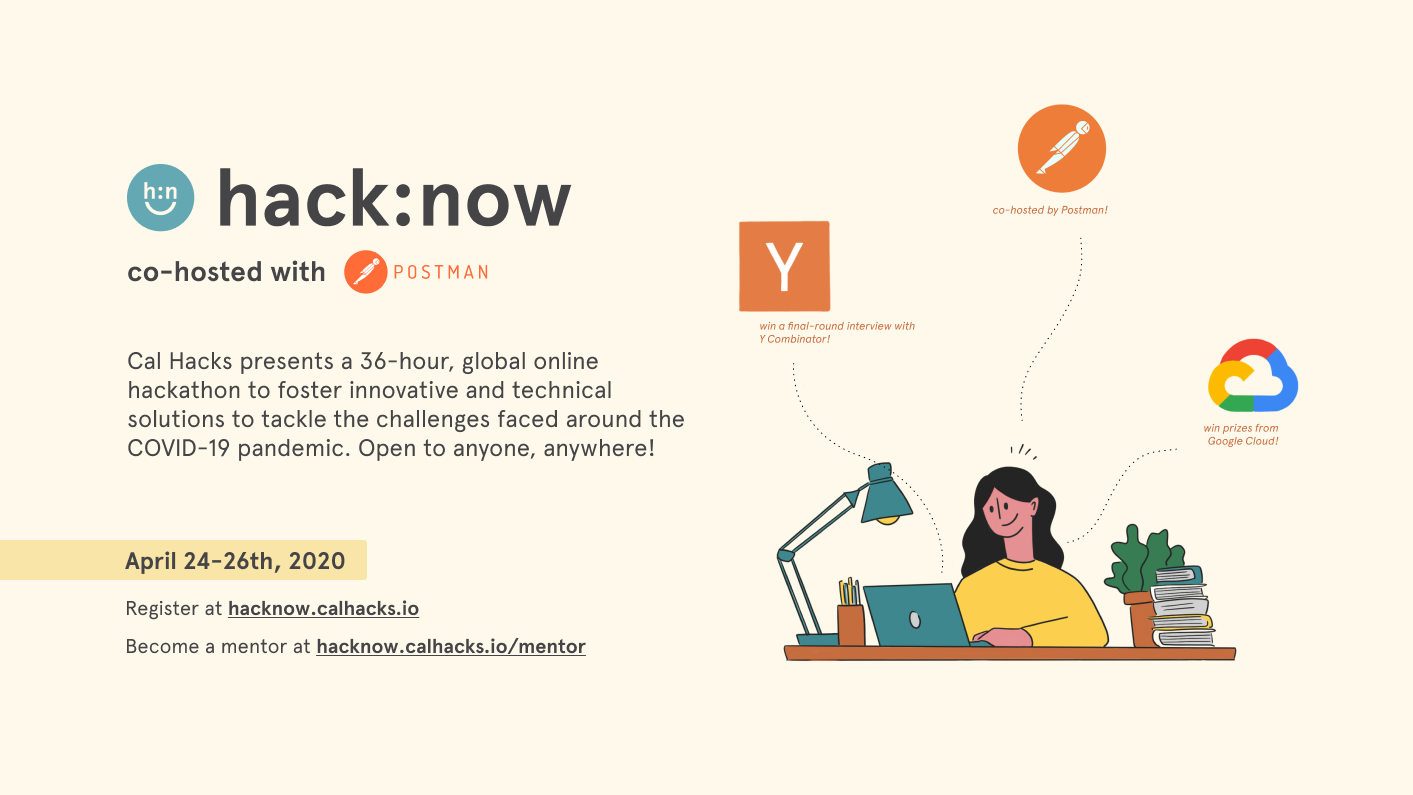 h:n
hack:now
co-hosted with POSTMAN
Cal Hacks presents a 36-hour, global online
hackathon to foster innovative and technical
solutions to tackle the challenges faced around the
COVID-19 pandemic. Open to anyone, anywhere!
April 24-26th, 2020
Register at hacknow.calhacks.io
Become a mentor at hacknow.calhacks.io/mentor
co-hosted by Postman!
Y
win a final-round interview with
Y Combinator!
win prizes from
Google Cloud!